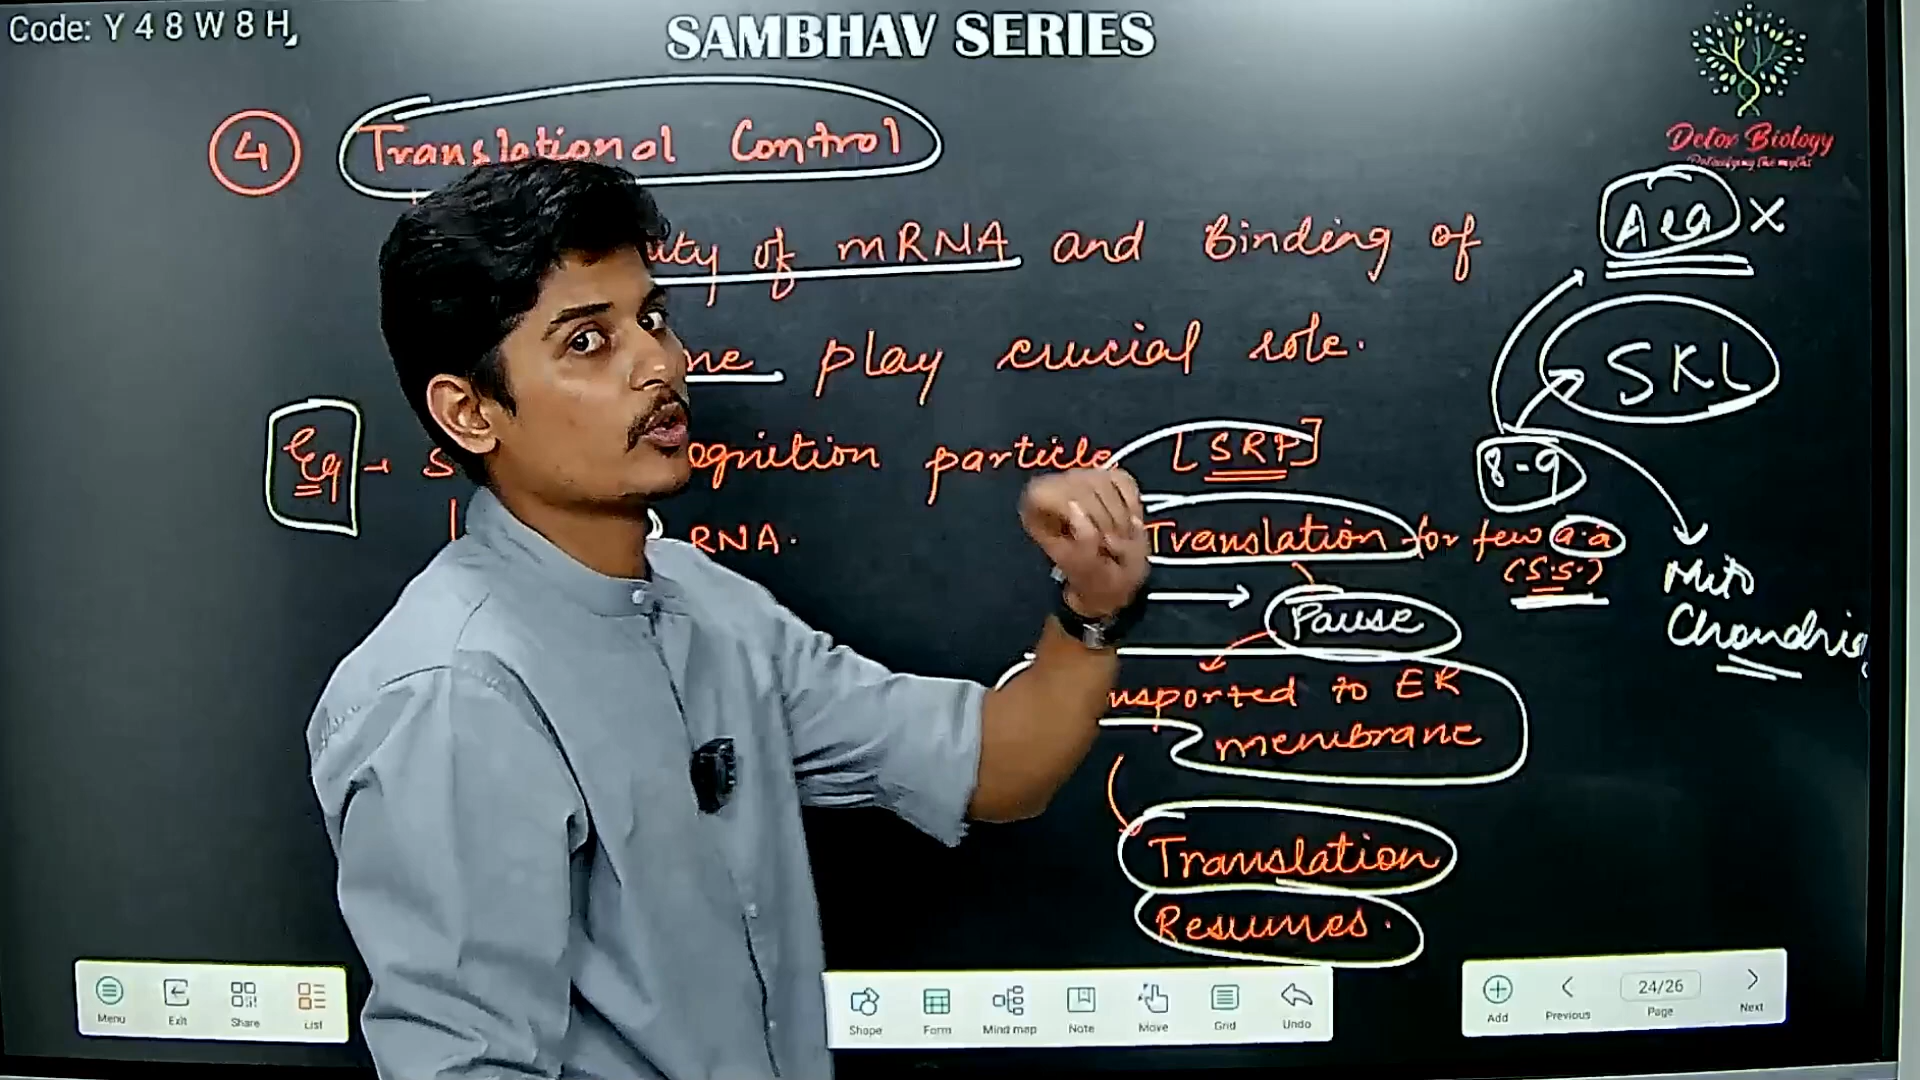 Code: Y 4 8 W 8 H
SAMBHAV SERIES
Detox Biology
4 Translational Control
of mRNA and Binding of
play crucial role.
Eg → particle [SRP]
RNA.
Translation for few a.a
(S.S.)
Pause
to ER
membrane
Translation
Resumes.
X
SKL
8-9
Mito
Chondria
Menu
Exit
Share
List
Shape
Form
Mind map
Note
Move
Grid
Undo
Add
Previous
24/26
Page
Next